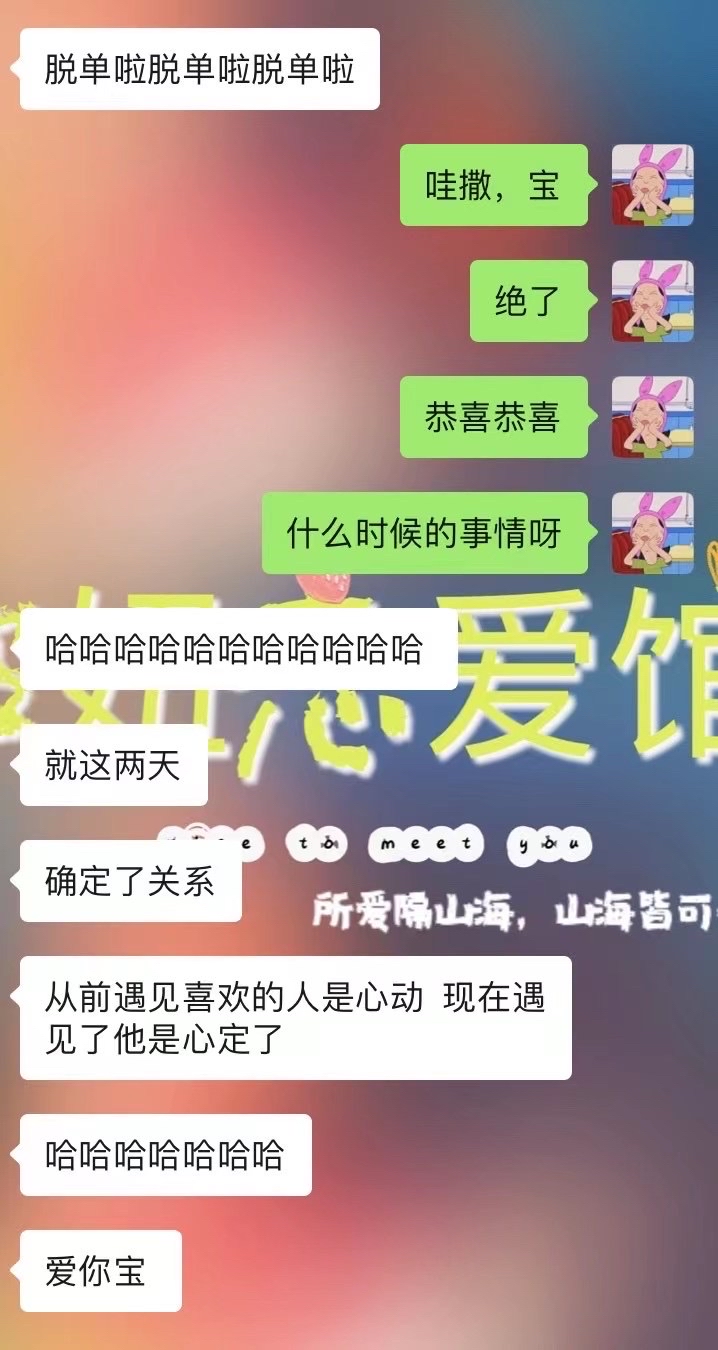 脱单啦脱单啦脱单啦
哇撒，宝
绝了
恭喜恭喜
什么时候的事情呀
哈哈哈哈哈哈哈哈哈哈哈
恋爱馆
就这两天
to meet you
确定了关系
所爱隔山海，山海皆可
从前遇见喜欢的人是心动 现在遇
见了他是心定了
哈哈哈哈哈哈哈
爱你宝